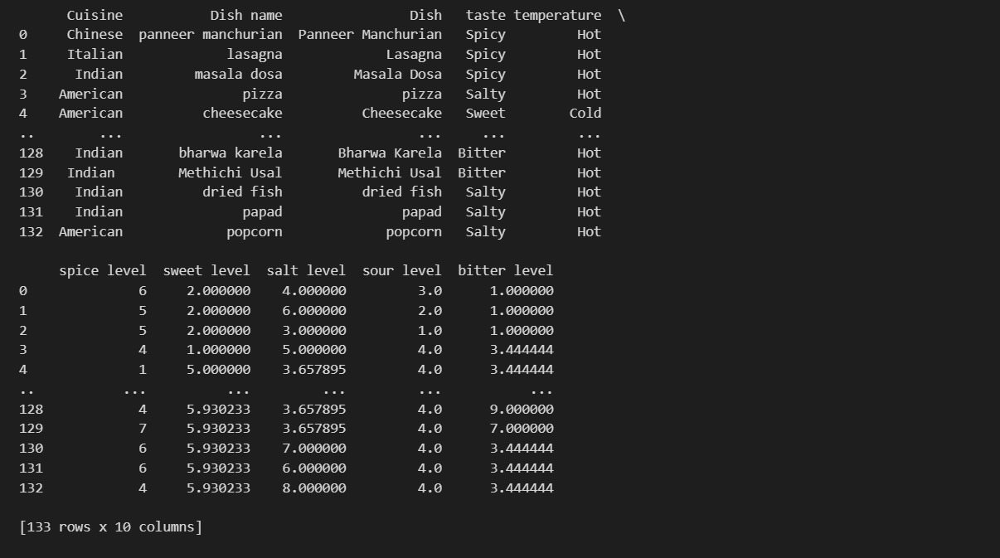 Cuisine           Dish name                Dish   taste temperature  \
0     Chinese  panneer manchurian  Panneer Manchurian   Spicy         Hot
1     Italian             lasagna             Lasagna   Spicy         Hot
2      Indian         masala dosa         Masala Dosa   Spicy         Hot
3    American               pizza               pizza   Salty         Hot
4    American          cheesecake          Cheesecake   Sweet        Cold
..        ...                 ...                 ...     ...         ...
128    Indian       bharwa karela       Bharwa Karela  Bitter         Hot
129   Indian        Methichi Usal       Methichi Usal  Bitter         Hot
130    Indian          dried fish          dried fish   Salty         Hot
131    Indian               papad               papad   Salty         Hot
132  American             popcorn             popcorn   Salty         Hot
     spice level  sweet level  salt level  sour level  bitter level
0              6     2.000000    4.000000         3.0      1.000000
1              5     2.000000    6.000000         2.0      1.000000
2              5     2.000000    3.000000         1.0      1.000000
3              4     1.000000    5.000000         4.0      3.444444
4              1     5.000000    3.657895         4.0      3.444444
..           ...          ...         ...         ...           ...
128            4     5.930233    3.657895         4.0      9.000000
129            7     5.930233    3.657895         4.0      7.000000
130            6     5.930233    7.000000         4.0      3.444444
131            6     5.930233    6.000000         4.0      3.444444
132            4     5.930233    8.000000         4.0      3.444444
[133 rows x 10 columns]